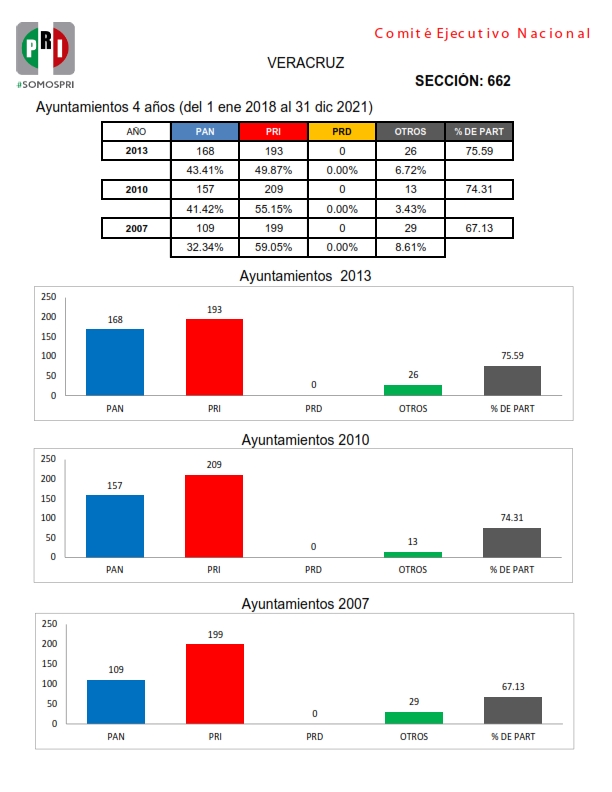 Comité Ejecutivo Nacional
PRI
#SOMOSPRI
VERACRUZ
SECCIÓN: 662
Ayuntamientos 4 años (del 1 ene 2018 al 31 dic 2021)
AÑO PAN PRI PRD OTROS % DE PART
2013 168 193 0 26 75.59
43.41% 49.87% 0.00% 6.72%
2010 157 209 0 13 74.31
41.42% 55.15% 0.00% 3.43%
2007 109 199 0 29 67.13
32.34% 59.05% 0.00% 8.61%
Ayuntamientos 2013
250
200
150
100
50
0
168 193 0 26 75.59
PAN PRI PRD OTROS % DE PART
Ayuntamientos 2010
250
200
150
100
50
0
157 209 0 13 74.31
PAN PRI PRD OTROS % DE PART
Ayuntamientos 2007
250
200
150
100
50
0
109 199 0 29 67.13
PAN PRI PRD OTROS % DE PART